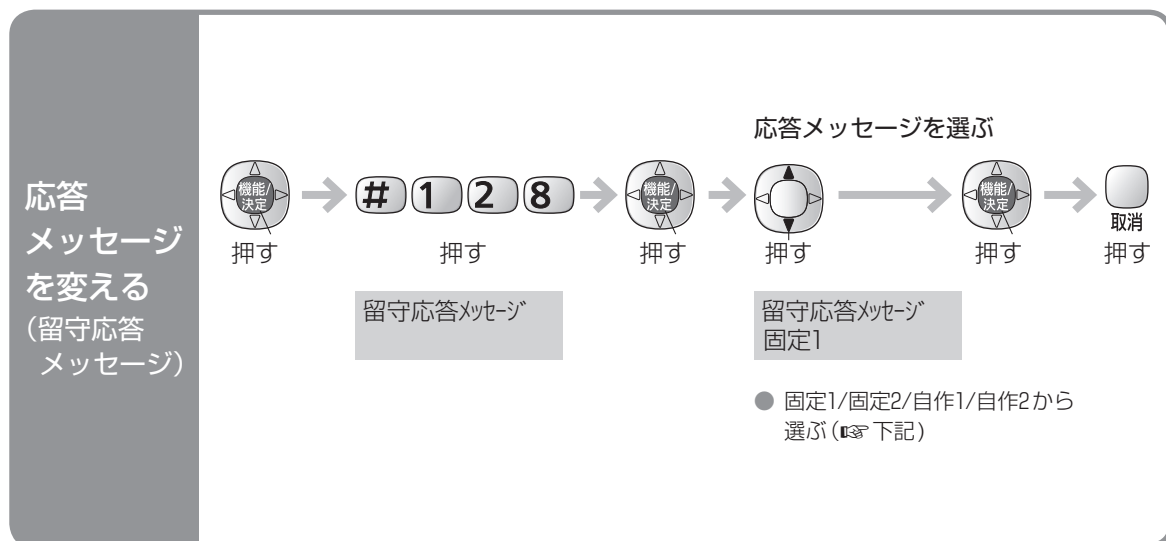 応答
メッセージ
を変える
（留守応答
メッセージ）
応答メッセージを選ぶ
機能/
決定
# 1 2 8
機能/
決定
機能/
決定
取消
押す
押す
押す
押す
押す
押す
留守応答ﾒｯｾｰｼﾞ
留守応答ﾒｯｾｰｼﾞ
固定1
● 固定1/固定2/自作1/自作2から
選ぶ（☞下記）